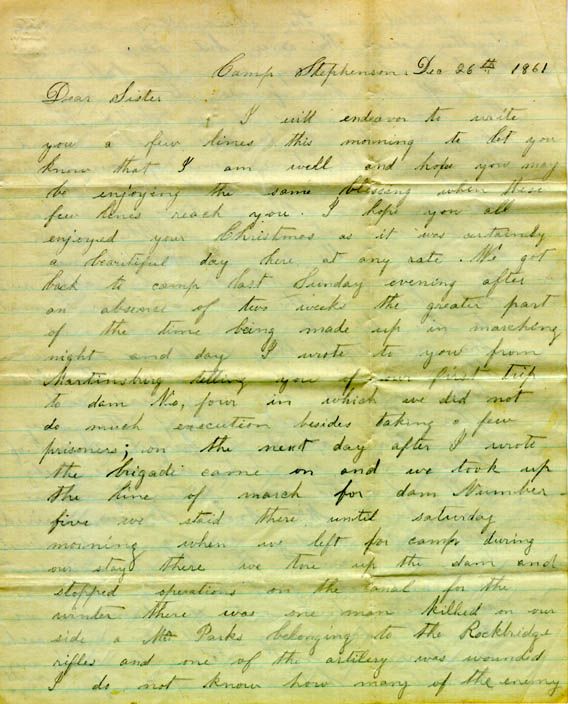 Camp Stephenson, Dec 26th 1861
Dear Sister
I will endeavor to write
you a few lines this morning to let you
know that I am well and hope you may
be enjoying the same blessing when these
few lines reach you. I hope you all
enjoyed your Christmas as it was certainly
a beautiful day here at any rate. We got
back to camp last Sunday evening after
an absence of two weeks the greater part
of the time being made up in marching
night and day I wrote to you from
Martinsburg telling you of our first trip
to dam No, four in which we did not
do much execution besides taking a few
prisoners; on the next day after I wrote
the brigade came on and we took up
the line of march for dam Number
five we staid there until saturday
morning when we left for camp during
our stay there we tore up the dam and
stopped operations on the canal for the
winter there was one man killed on our
side a Mr Parks belonging to the Rockbridge
rifles and one of the artilery was wounded
I do not know how many of the enemy